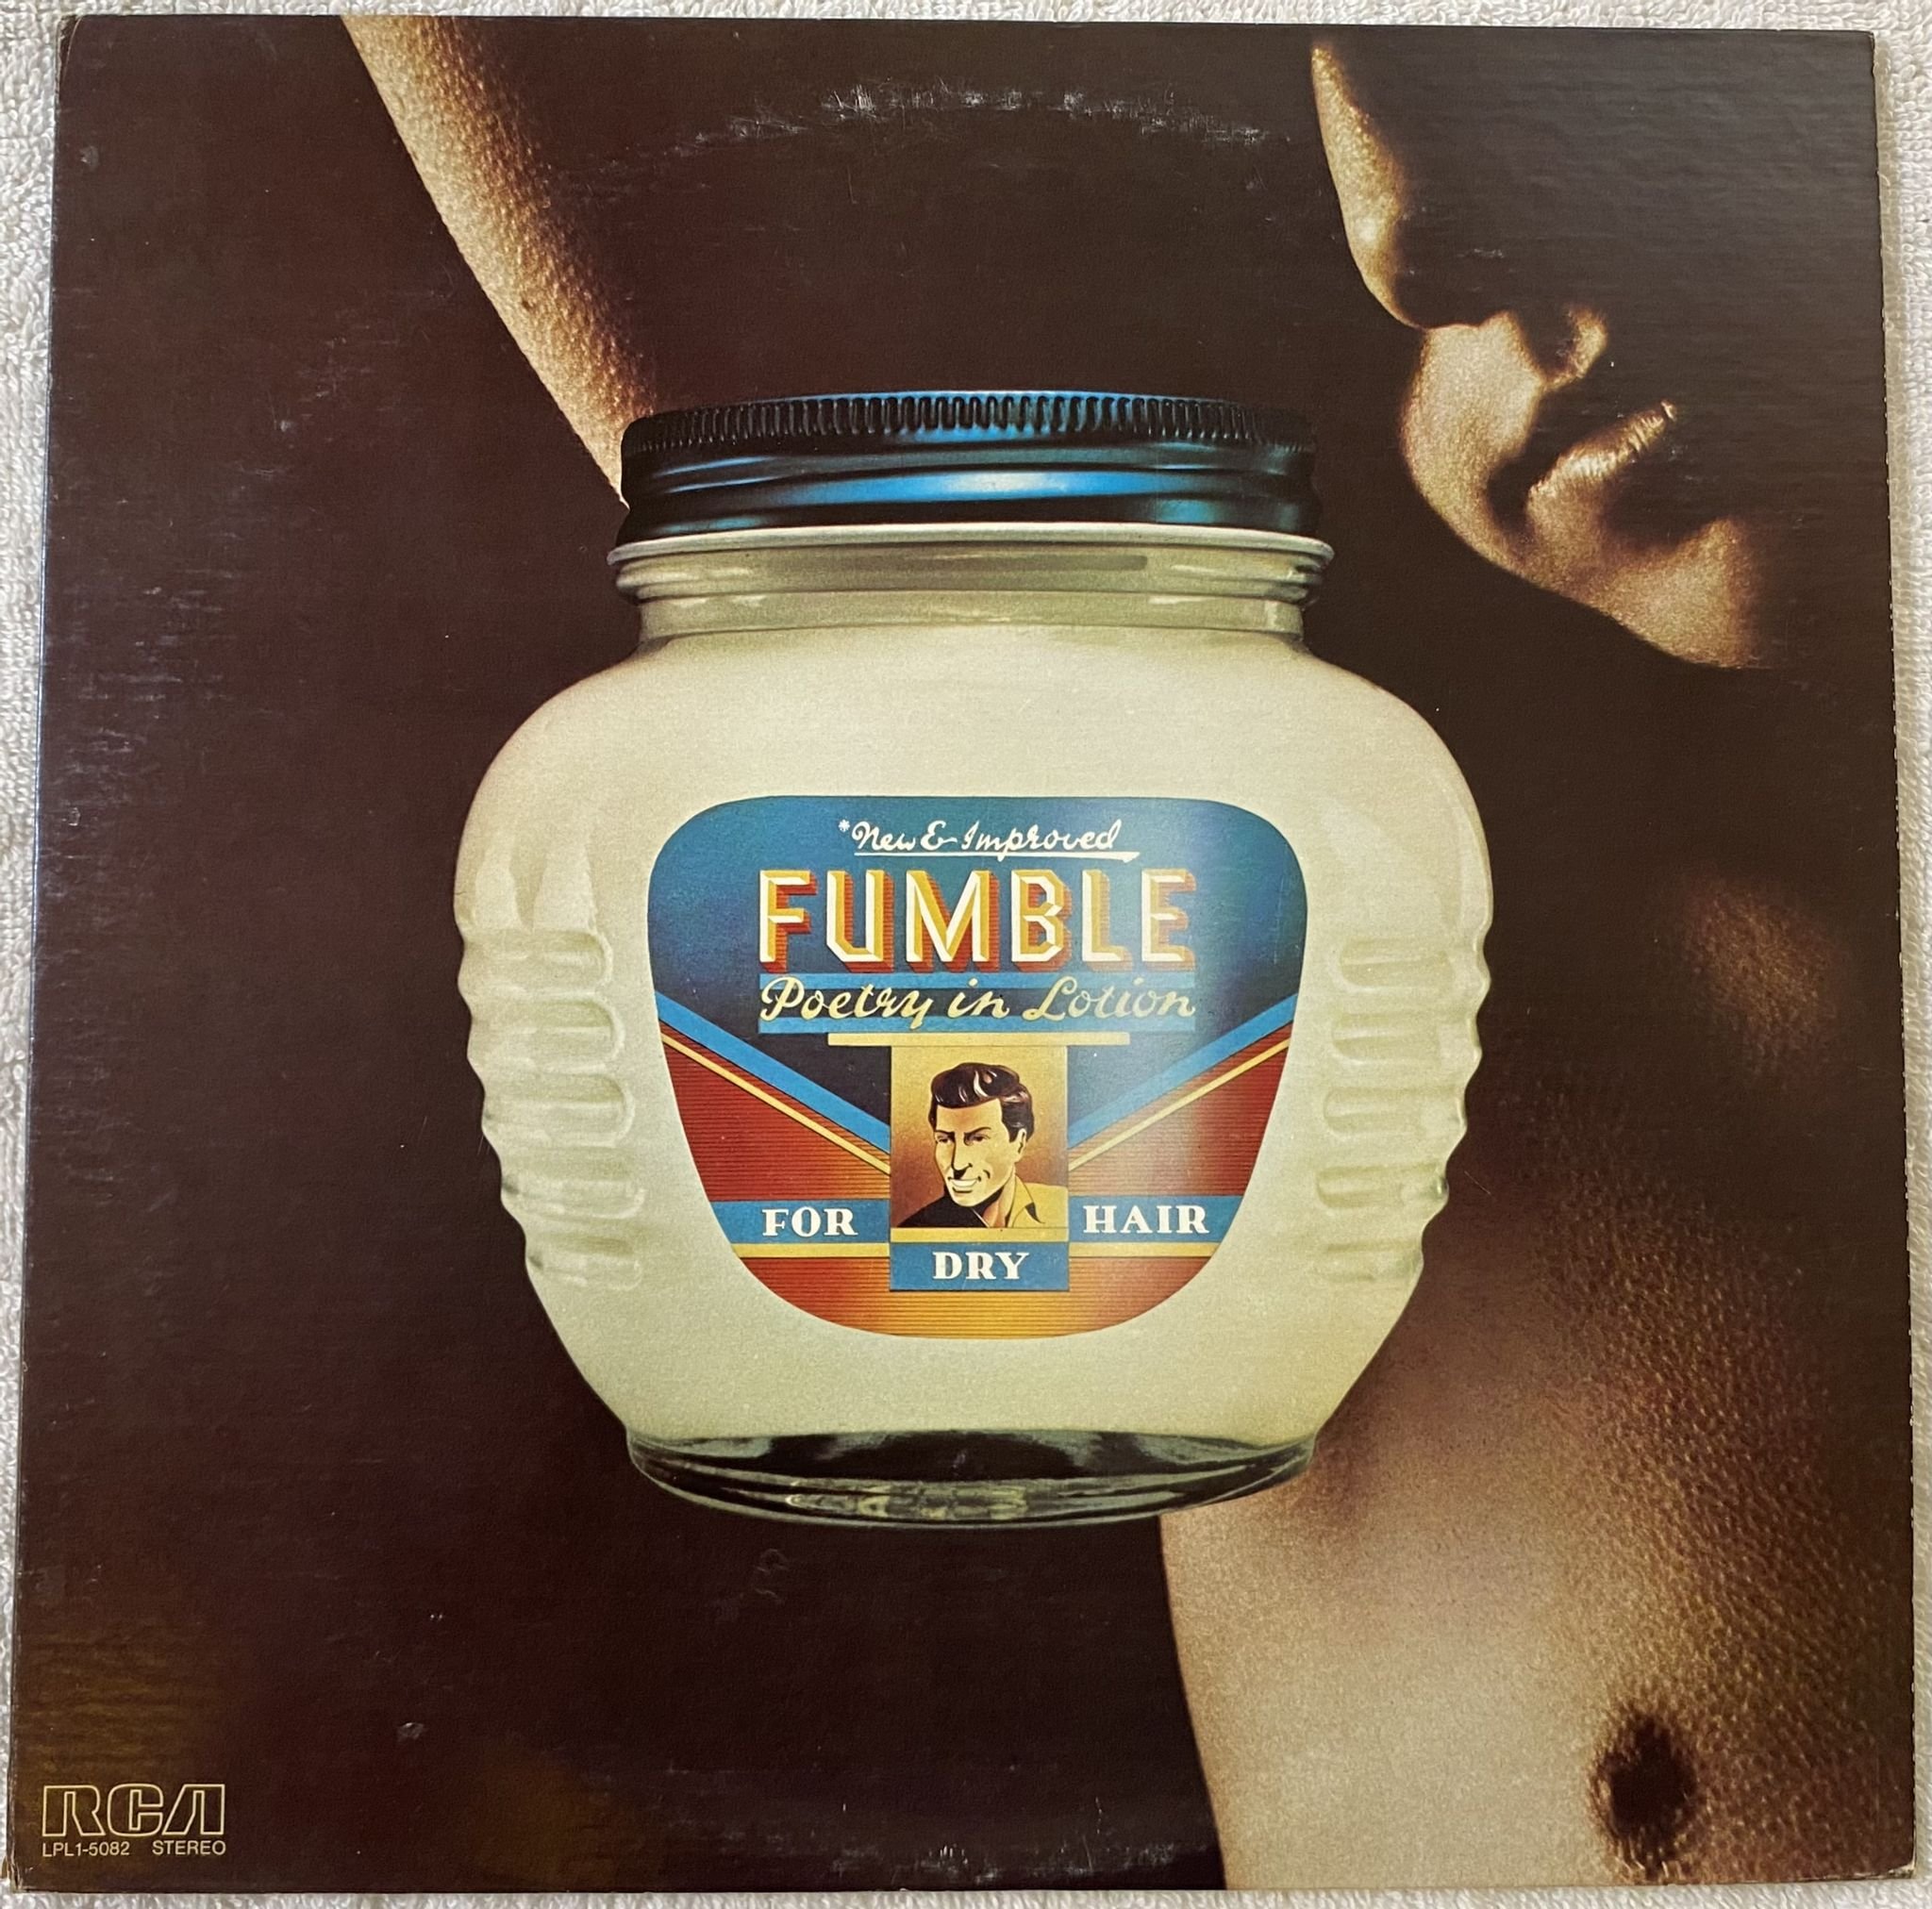 *New & Improved
FUMBLE
Poetry in Lotion
FOR HAIR
DRY
RCA
LPL1-5082 STEREO